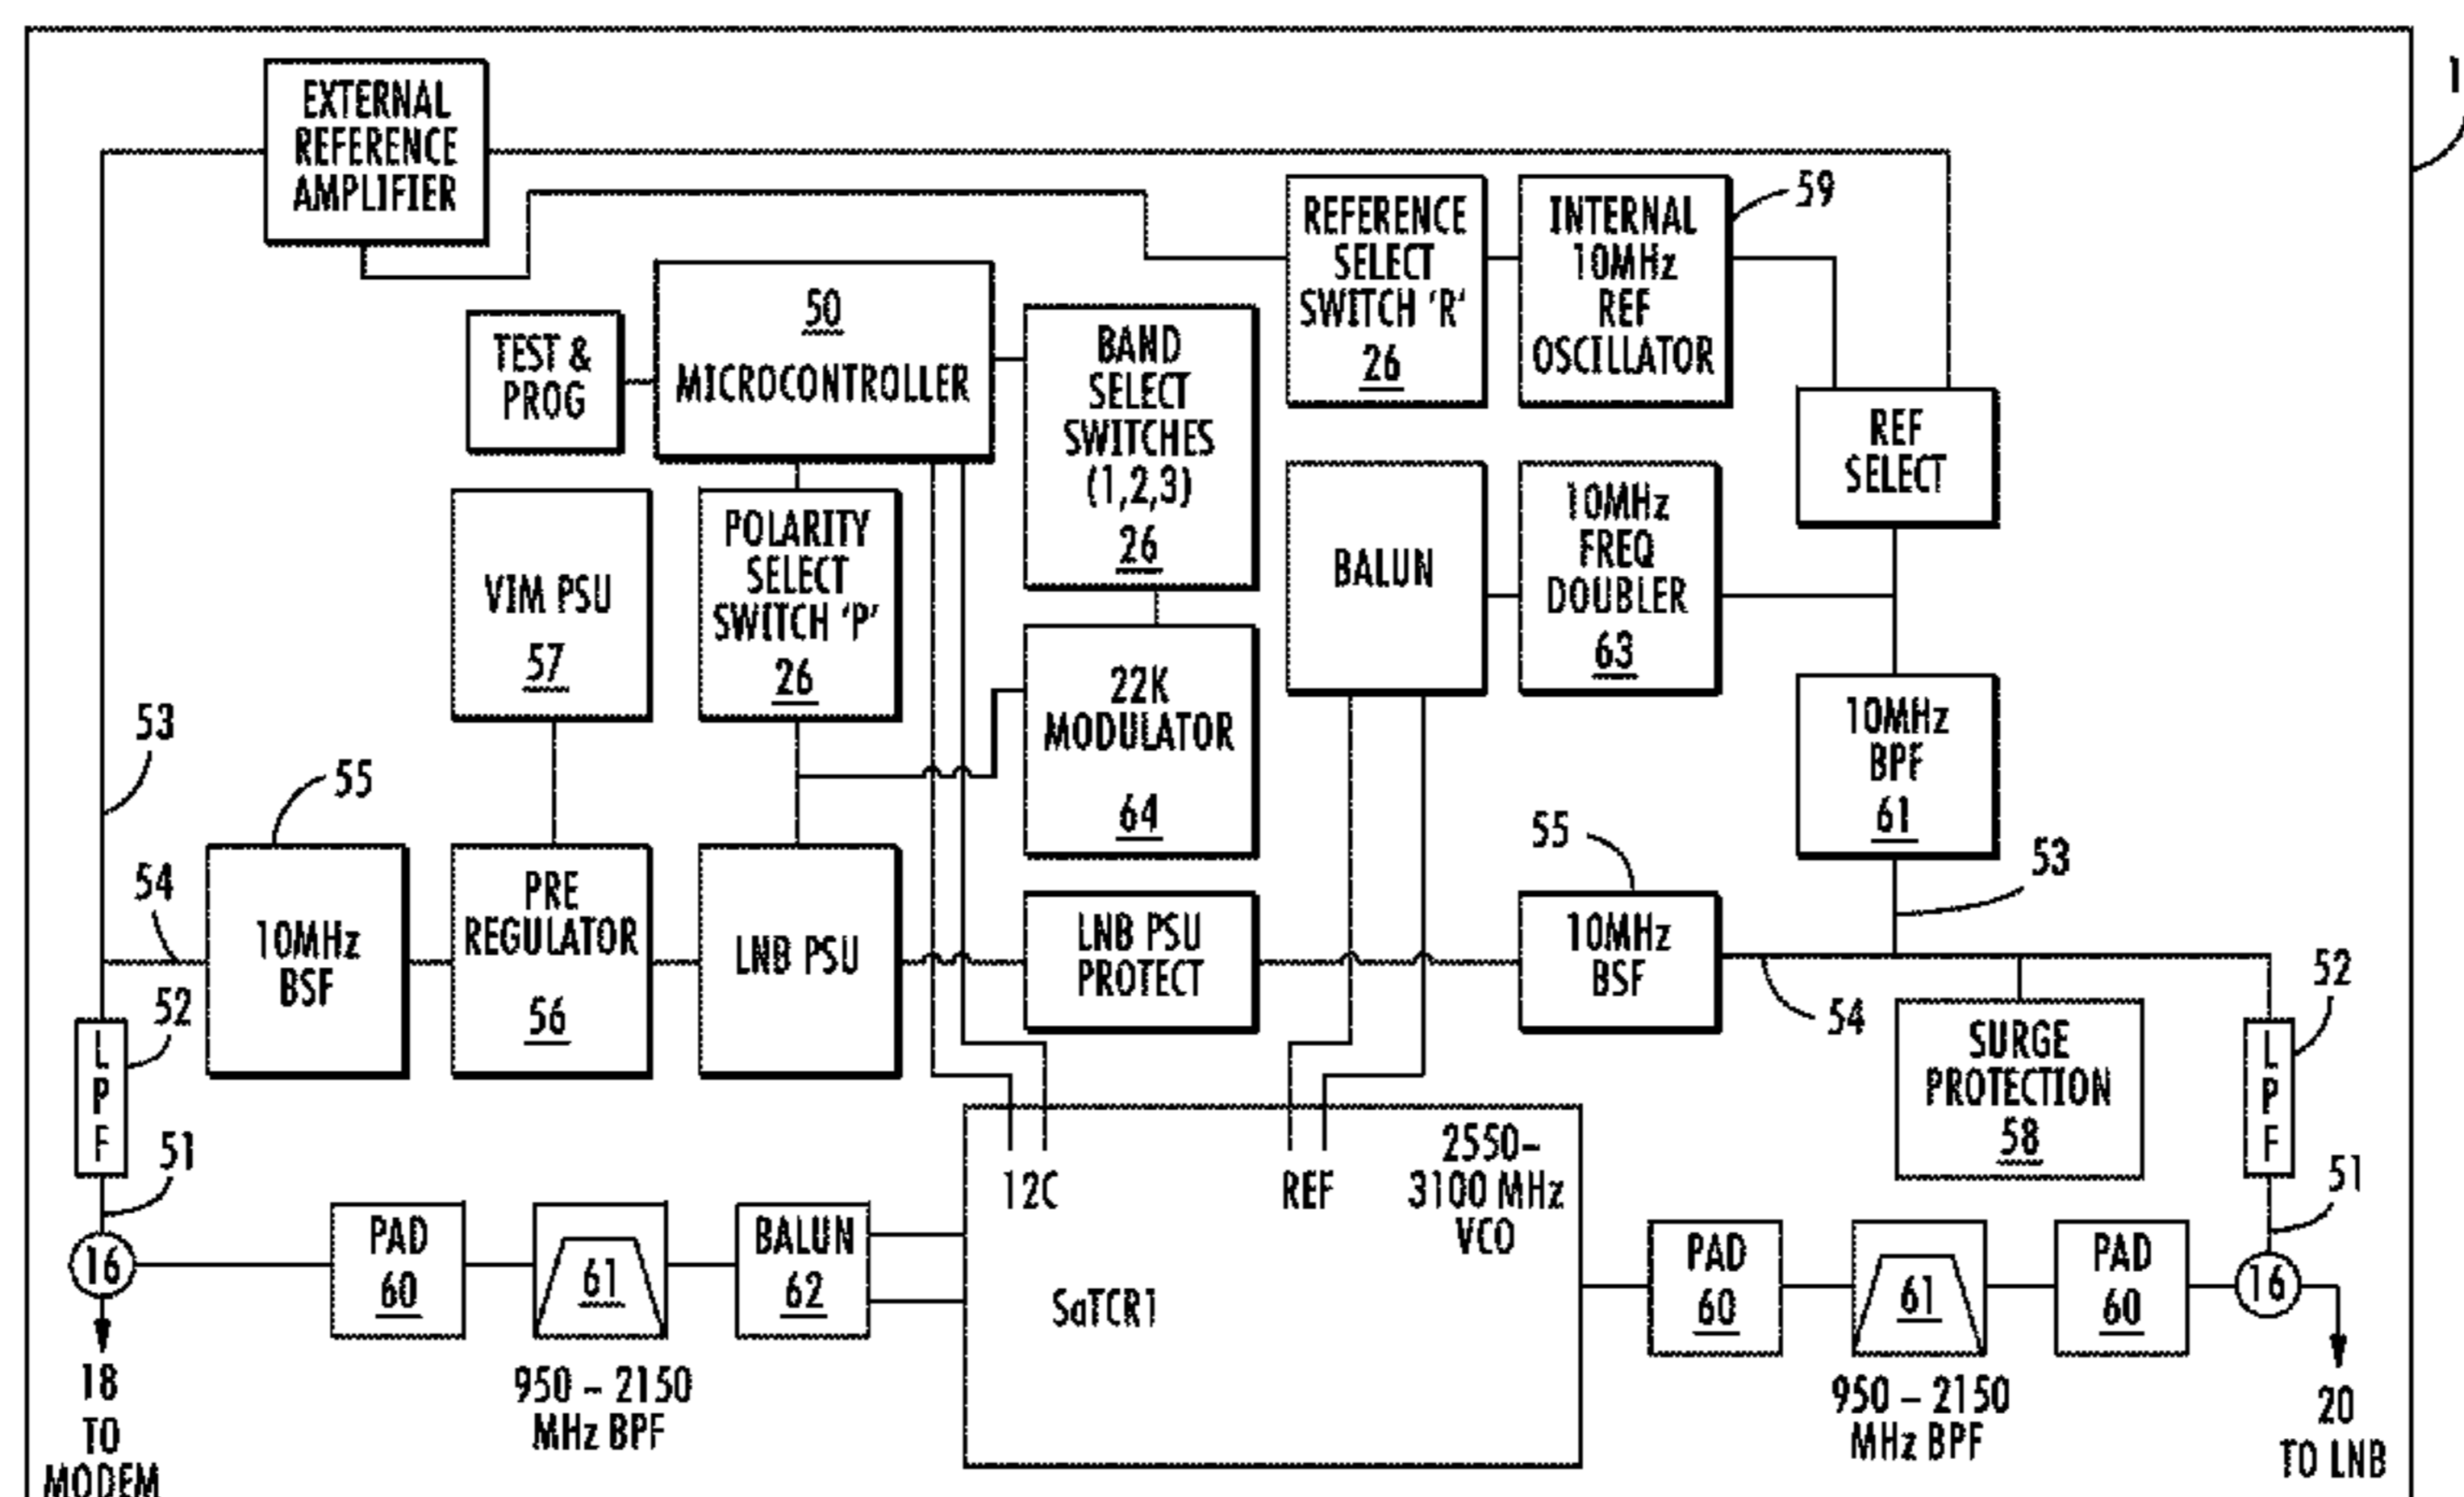 EXTERNAL
REFERENCE
AMPLIFIER
1
59
REFERENCE
SELECT
SWITCH 'R'
26
INTERNAL
10MHz
REF
OSCILLATOR
50
MICROCONTROLLER
TEST &
PROG
BAND
SELECT
SWITCHES
(1,2,3)
26
REF
SELECT
VIM PSU
57
POLARITY
SELECT
SWITCH 'P'
26
BALUN
10MHz
FREQ
DOUBLER
63
22K
MODULATOR
64
10MHz
BPF
61
53
55
54
10MHz
BSF
PRE
REGULATOR
56
LNB PSU
LNB PSU
PROTECT
55
10MHz
BSF
53
54
52
L
P
F
51
SURGE
PROTECTION
58
52
L
P
F
51
16
PAD
60
61
950 – 2150
MHz BPF
BALUN
62
12C
REF
2550–
3100 MHz
VCO
SaTCR1
PAD
60
61
950 – 2150
MHz BPF
PAD
60
16
18
TO
MODEM
20
TO LNB